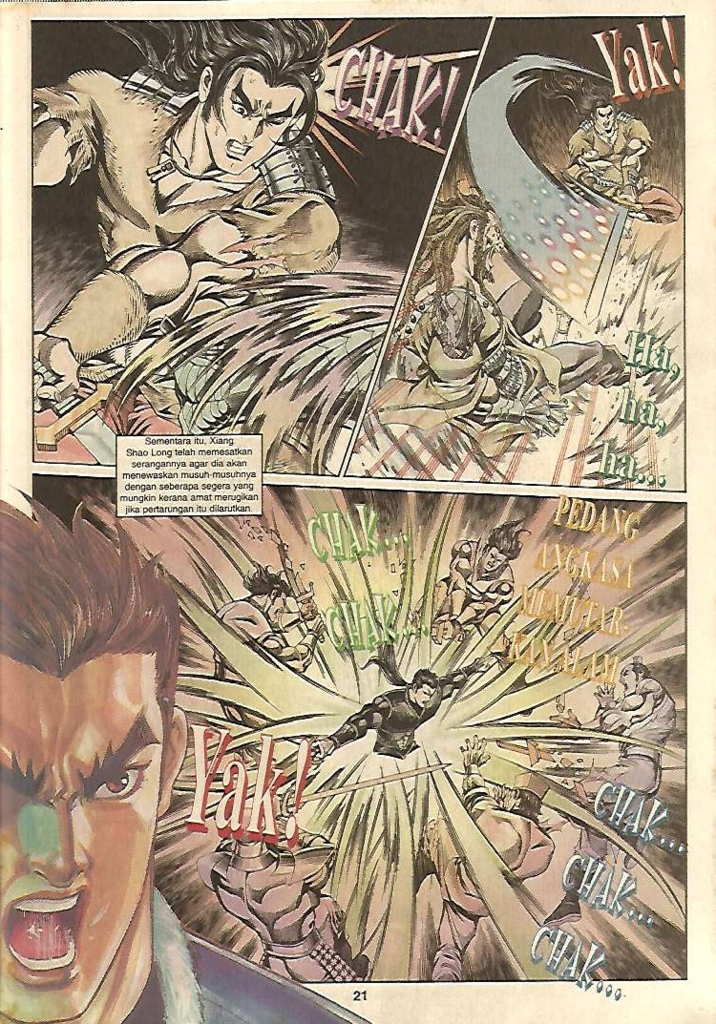 CHAK!
Yak!
Ha,
ha,
ha...
Sementara itu, Xiang
Shao Long telah memesatkan
serangannya agar dia akan
menewaskan musuh-musuhnya
dengan seberapa segera yang
mungkin kerana amat merugikan
jika pertarungan itu dilarutkan.
CHAK...
CHAK...
PEDANG
ANGKASA
MEMUTAR-
KAN ALAM
Yak!
CHAK...
CHAK...
CHAK...
21